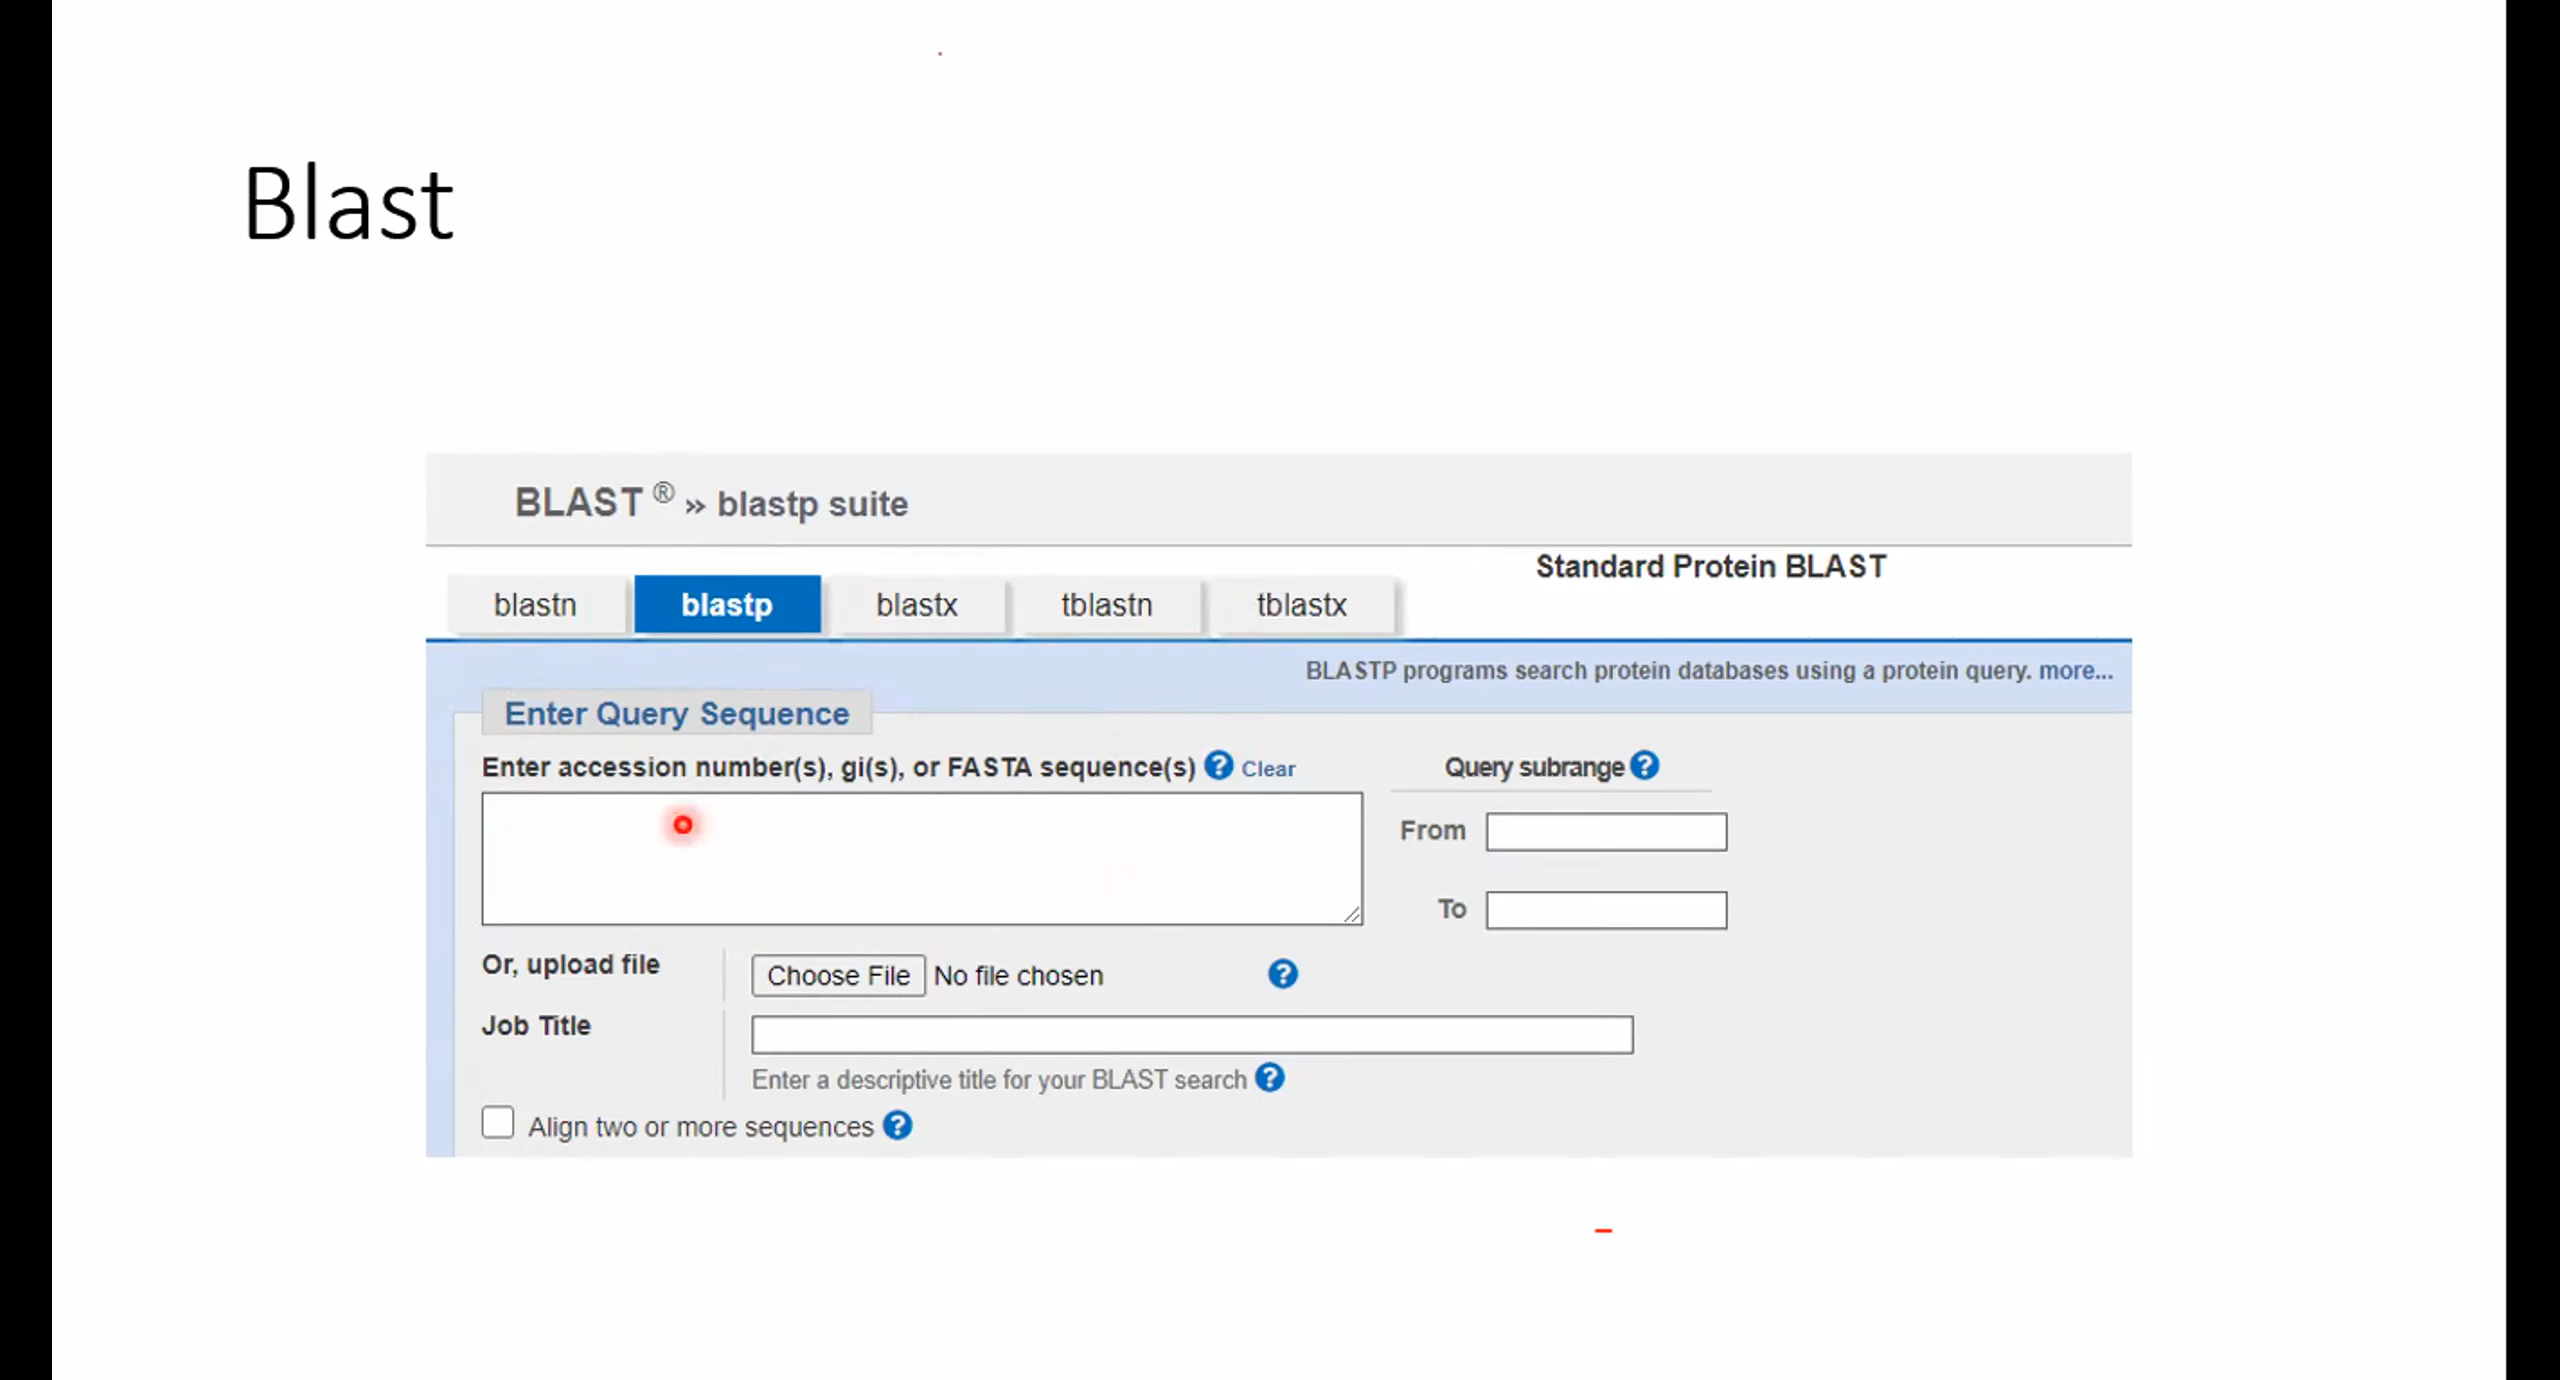 Blast
BLAST ® » blastp suite
Standard Protein BLAST
blastn blastp blastx tblastn tblastx
BLASTP programs search protein databases using a protein query. more...
Enter Query Sequence
Enter accession number(s), gi(s), or FASTA sequence(s) ? Clear
Query subrange ?
From
To
Or, upload file
Choose File No file chosen ?
Job Title
Enter a descriptive title for your BLAST search ?
Align two or more sequences ?